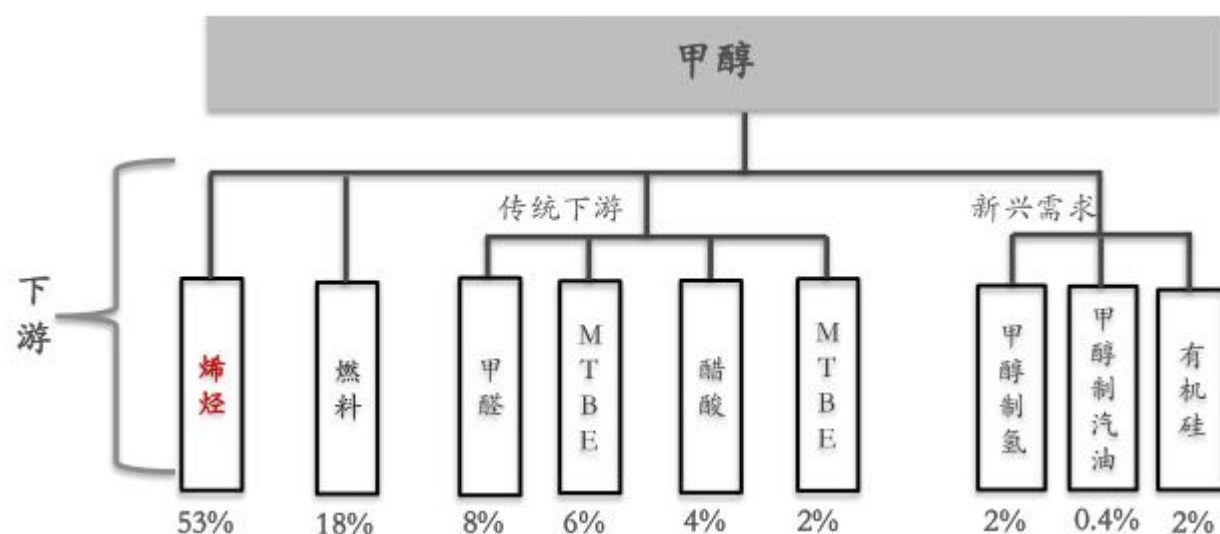 甲醇
下游
传统下游
新兴需求
烯烃
燃料
甲醛
MTBE
醋酸
MTBE
甲醇制氢
甲醇制汽油
有机硅
53%
18%
8%
6%
4%
2%
2%
0.4%
2%